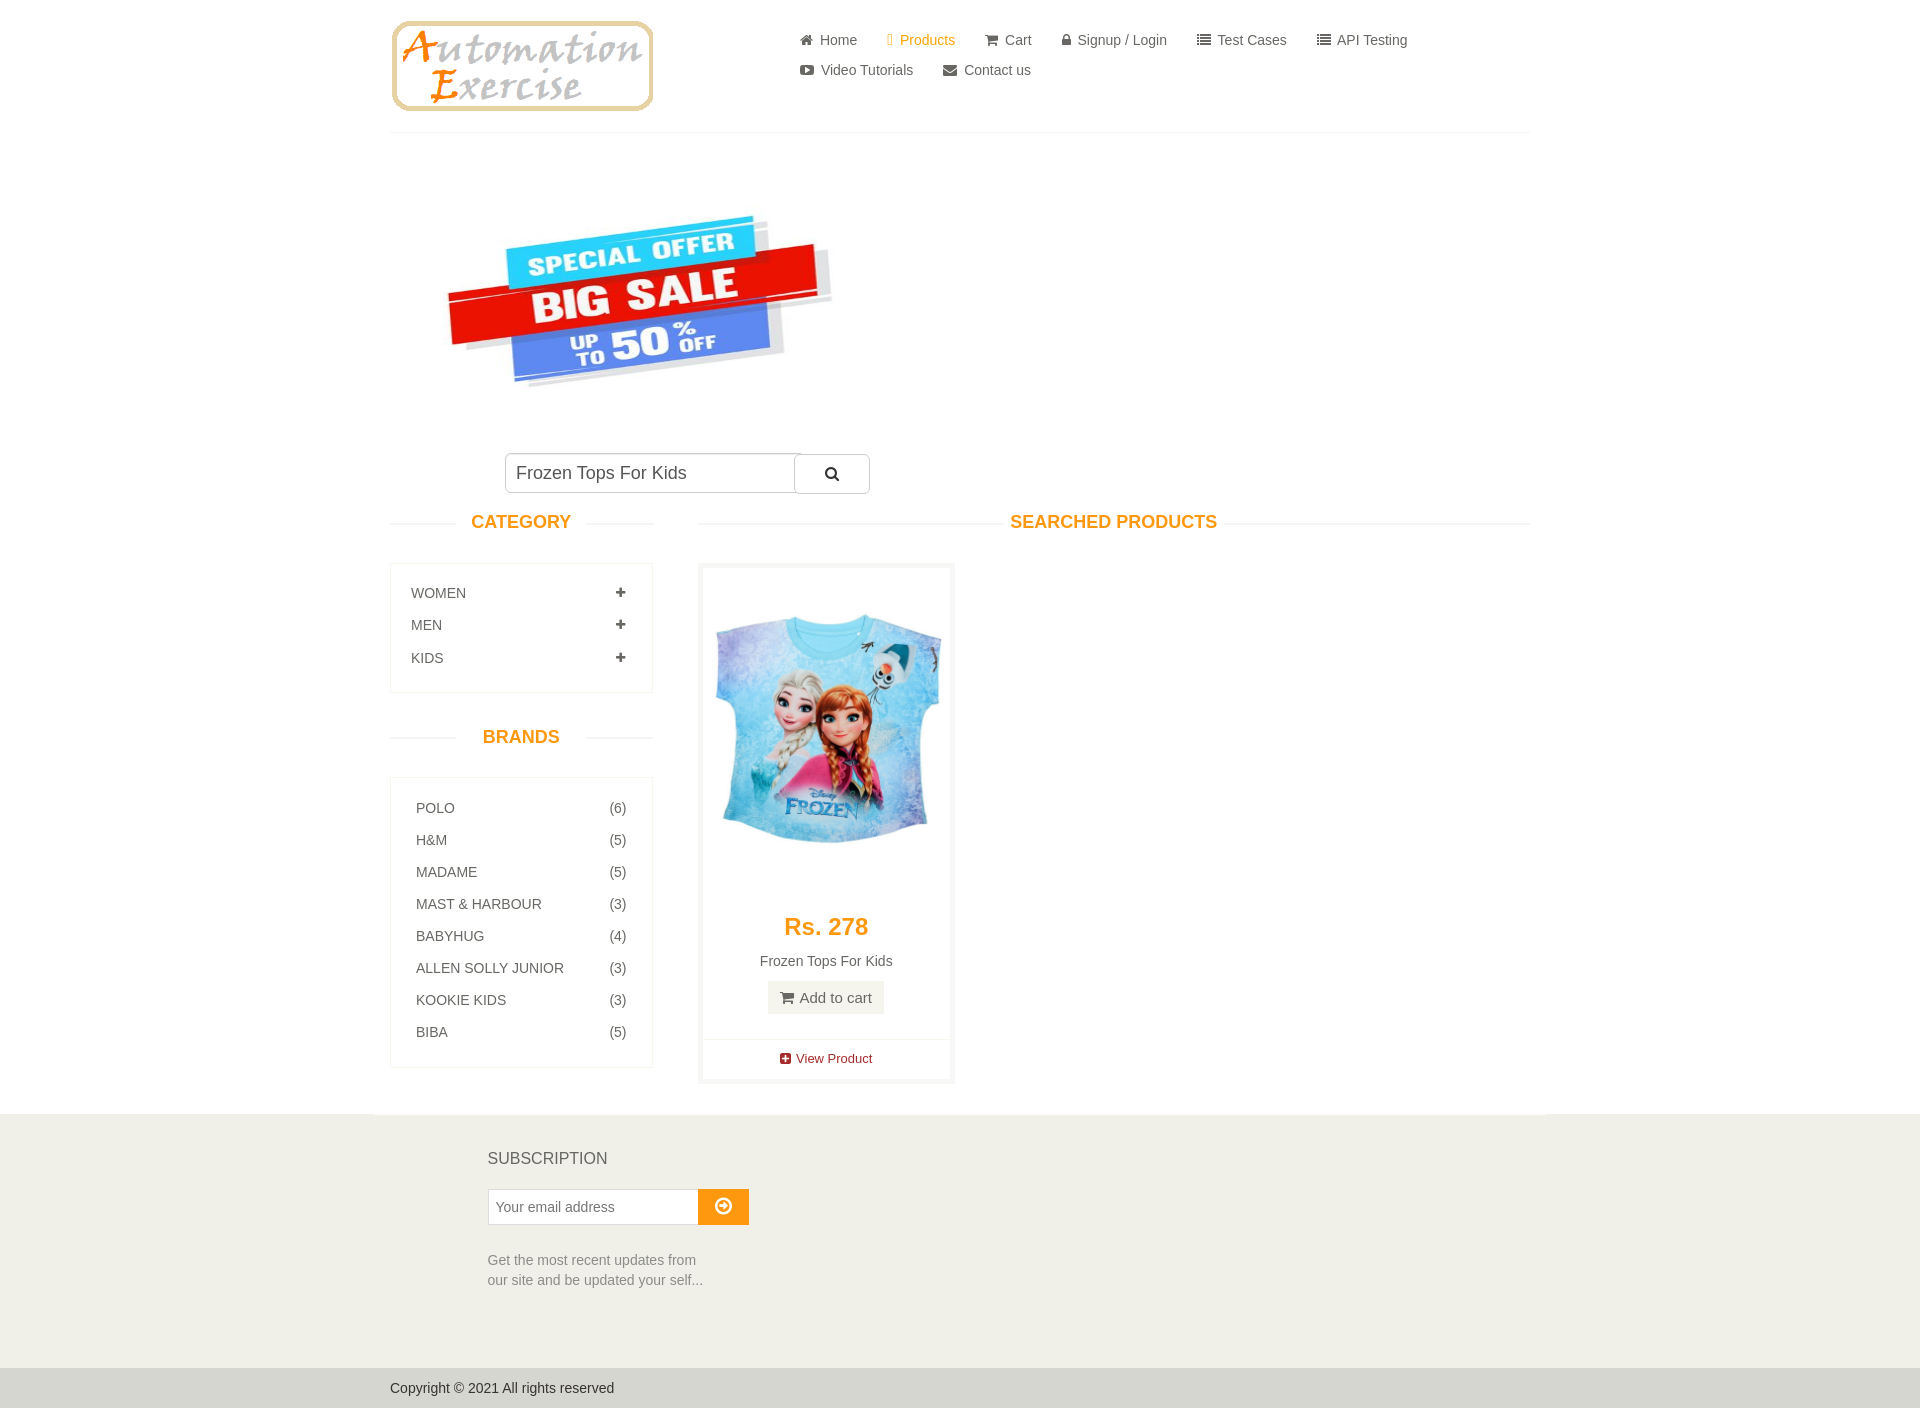 Automation
Exercise
Home
Products
Cart
Signup / Login
Test Cases
API Testing
Video Tutorials
Contact us
SPECIAL OFFER
BIG SALE
UP TO 50% OFF
Frozen Tops For Kids
CATEGORY
WOMEN
MEN
KIDS
BRANDS
POLO (6)
H&M (5)
MADAME (5)
MAST & HARBOUR (3)
BABYHUG (4)
ALLEN SOLLY JUNIOR (3)
KOOKIE KIDS (3)
BIBA (5)
SEARCHED PRODUCTS
Disney
FROZEN
Rs. 278
Frozen Tops For Kids
Add to cart
View Product
SUBSCRIPTION
Your email address
Get the most recent updates from
our site and be updated your self...
Copyright © 2021 All rights reserved